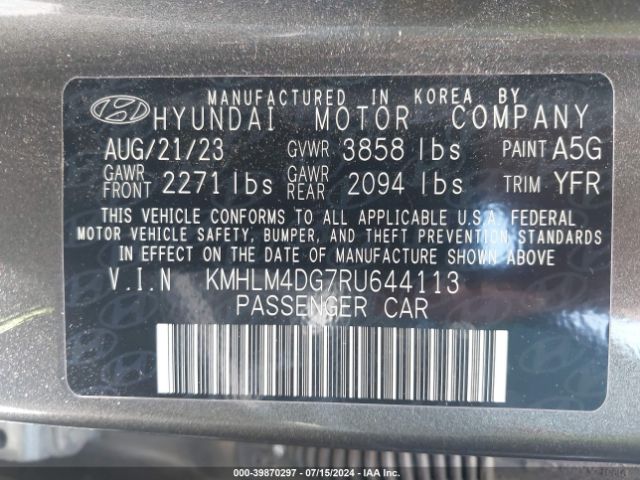 MANUFACTURED IN KOREA BY
HYUNDAI MOTOR COMPANY
AUG/21/23 GVWR 3858 lbs PAINT A5G
GAWR FRONT 2271 lbs GAWR REAR 2094 lbs TRIM YFR
THIS VEHICLE CONFORMS TO ALL APPLICABLE U.S.A. FEDERAL
MOTOR VEHICLE SAFETY, BUMPER, AND THEFT PREVENTION STANDARDS
IN EFFECT ON THE DATE OF MANUFACTURE SHOWN ABOVE.
V.I.N KMHLM4DG7RU644113
PASSENGER CAR
000-39870297 - 07/15/2024 - IAA Inc.